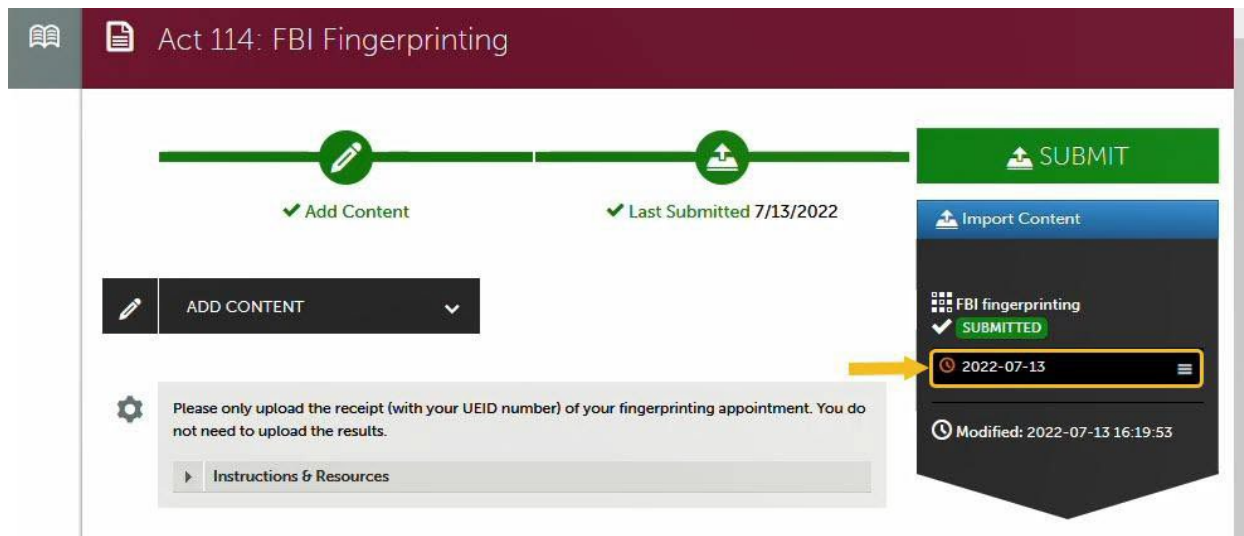 Act 114: FBI Fingerprinting
SUBMIT
Add Content
Last Submitted 7/13/2022
Import Content
ADD CONTENT
FBI fingerprinting
SUBMITTED
2022-07-13
Please only upload the receipt (with your UEID number) of your fingerprinting appointment. You do
not need to upload the results.
Modified: 2022-07-13 16:19:53
Instructions & Resources